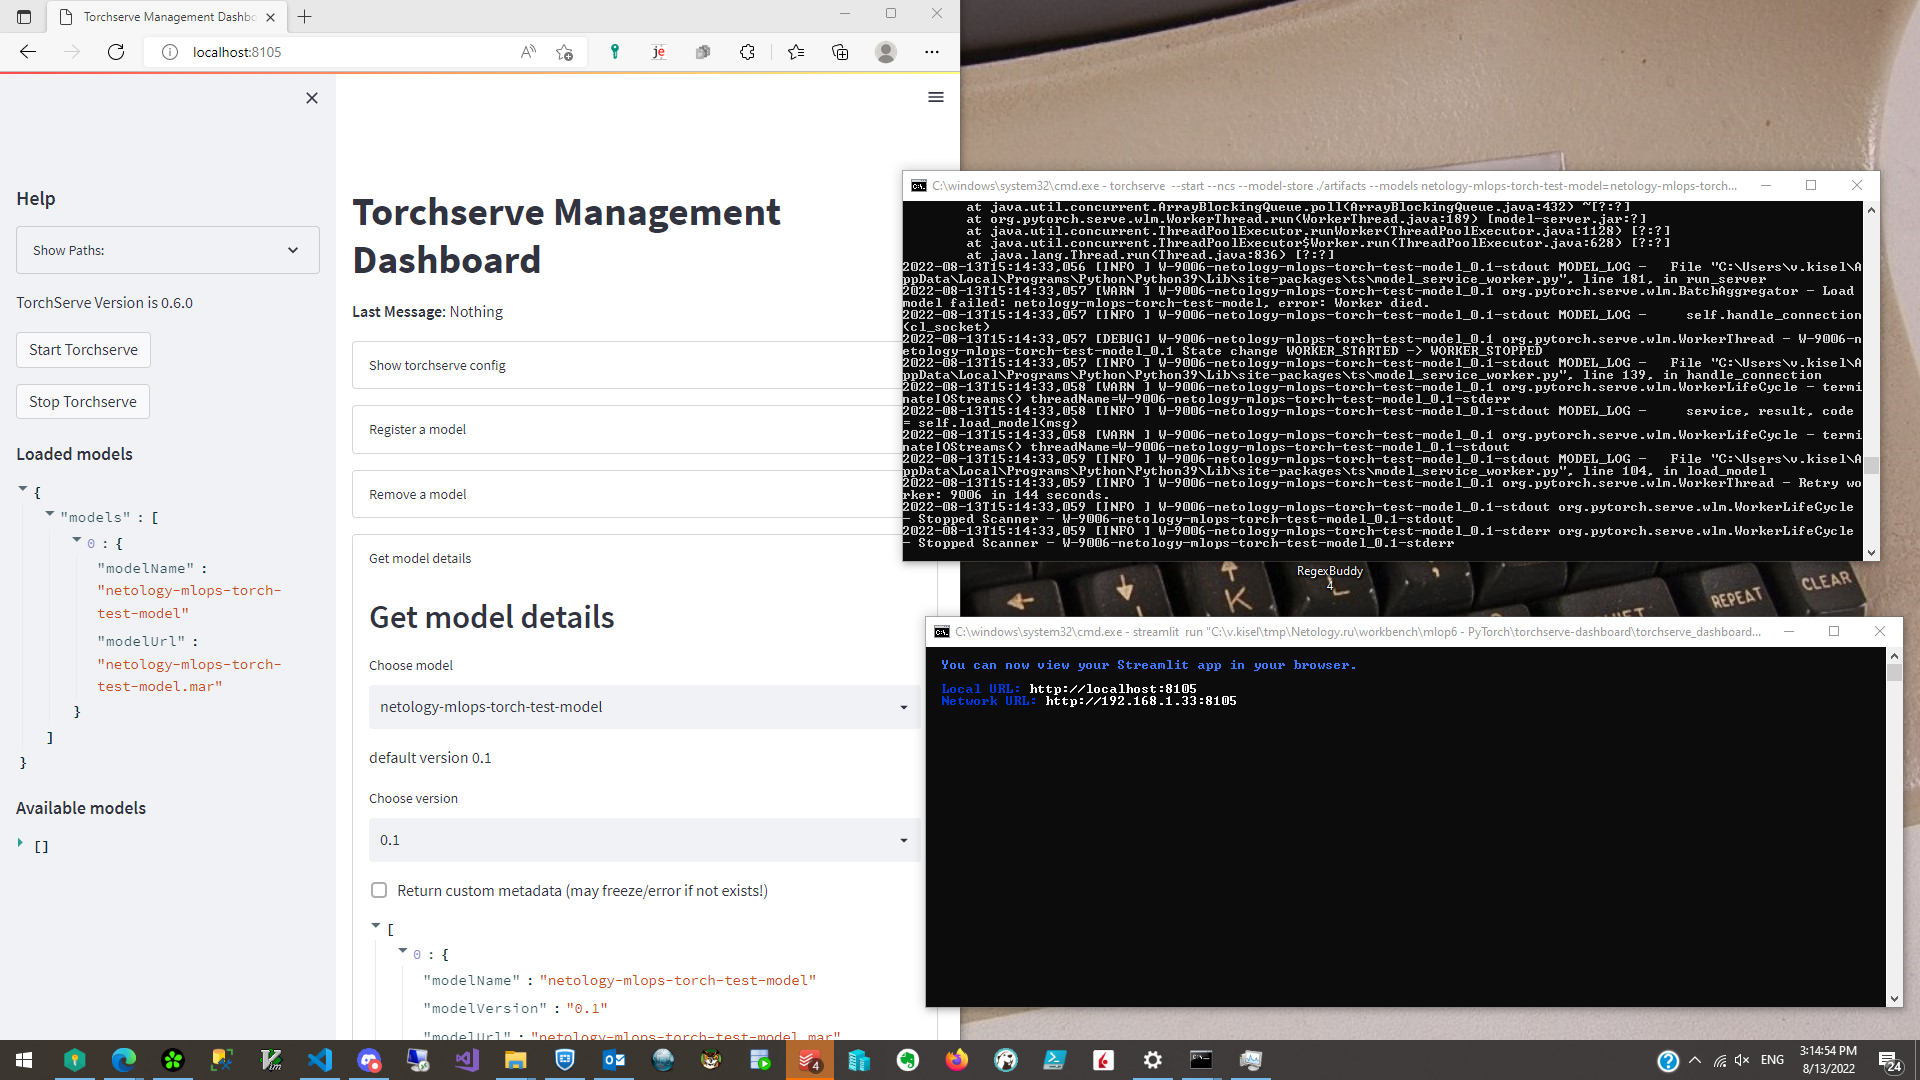 Torchserve Management Dashbo
localhost:8105
Help
Show Paths:
TorchServe Version is 0.6.0
Start Torchserve
Stop Torchserve
Loaded models
{
"models" : [
0 : {
"modelName" :
"netology-mlops-torch-
test-model"
"modelUrl" :
"netology-mlops-torch-
test-model.mar"
}
]
}
Available models
[]
Torchserve Management
Dashboard
Last Message: Nothing
Show torchserve config
Register a model
Remove a model
Get model details
Get model details
Choose model
netology-mlops-torch-test-model
default version 0.1
Choose version
0.1
Return custom metadata (may freeze/error if not exists!)
[
0 : {
"modelName" : "netology-mlops-torch-test-model"
"modelVersion" : "0.1"
"modelUrl" : "netology-mlops-torch-test-model.mar"
C:\windows\system32\cmd.exe - torchserve --start --ncs --model-store ./artifacts --models netology-mlops-torch-test-model=netology-mlops-torch...
at java.util.concurrent.ArrayBlockingQueue.poll(ArrayBlockingQueue.java:432) ~[?:?]
at org.pytorch.serve.wlm.WorkerThread.run(WorkerThread.java:189) [model-server.jar:?]
at java.util.concurrent.ThreadPoolExecutor.runWorker(ThreadPoolExecutor.java:1128) [?:?]
at java.util.concurrent.ThreadPoolExecutor$Worker.run(ThreadPoolExecutor.java:628) [?:?]
at java.lang.Thread.run(Thread.java:836) [?:?]
2022-08-13T15:14:33,056 [INFO ] W-9006-netology-mlops-torch-test-model_0.1-stdout MODEL_LOG -   File "C:\Users\v.kisel\A
ppData\Local\Programs\Python\Python39\Lib\site-packages\ts\model_service_worker.py", line 181, in run_server
2022-08-13T15:14:33,057 [WARN ] W-9006-netology-mlops-torch-test-model_0.1 org.pytorch.serve.wlm.BatchAggregator - Load
model failed: netology-mlops-torch-test-model, error: Worker died.
2022-08-13T15:14:33,057 [INFO ] W-9006-netology-mlops-torch-test-model_0.1-stdout MODEL_LOG -     self.handle_connection
(cl_socket)
2022-08-13T15:14:33,057 [DEBUG] W-9006-netology-mlops-torch-test-model_0.1 org.pytorch.serve.wlm.WorkerThread - W-9006-n
etology-mlops-torch-test-model_0.1 State change WORKER_STARTED -> WORKER_STOPPED
2022-08-13T15:14:33,057 [INFO ] W-9006-netology-mlops-torch-test-model_0.1-stdout MODEL_LOG -   File "C:\Users\v.kisel\A
ppData\Local\Programs\Python\Python39\Lib\site-packages\ts\model_service_worker.py", line 139, in handle_connection
2022-08-13T15:14:33,058 [WARN ] W-9006-netology-mlops-torch-test-model_0.1 org.pytorch.serve.wlm.WorkerLifeCycle - termi
nateIOStreams() threadName=W-9006-netology-mlops-torch-test-model_0.1-stderr
2022-08-13T15:14:33,058 [INFO ] W-9006-netology-mlops-torch-test-model_0.1-stdout MODEL_LOG -     service, result, code
= self.load_model(msg)
2022-08-13T15:14:33,058 [WARN ] W-9006-netology-mlops-torch-test-model_0.1 org.pytorch.serve.wlm.WorkerLifeCycle - termi
nateIOStreams() threadName=W-9006-netology-mlops-torch-test-model_0.1-stdout
2022-08-13T15:14:33,059 [INFO ] W-9006-netology-mlops-torch-test-model_0.1-stdout MODEL_LOG -   File "C:\Users\v.kisel\A
ppData\Local\Programs\Python\Python39\Lib\site-packages\ts\model_service_worker.py", line 104, in load_model
2022-08-13T15:14:33,059 [INFO ] W-9006-netology-mlops-torch-test-model_0.1 org.pytorch.serve.wlm.WorkerThread - Retry wo
rker: 9006 in 144 seconds.
2022-08-13T15:14:33,059 [INFO ] W-9006-netology-mlops-torch-test-model_0.1-stdout org.pytorch.serve.wlm.WorkerLifeCycle
- Stopped Scanner - W-9006-netology-mlops-torch-test-model_0.1-stdout
2022-08-13T15:14:33,059 [INFO ] W-9006-netology-mlops-torch-test-model_0.1-stderr org.pytorch.serve.wlm.WorkerLifeCycle
- Stopped Scanner - W-9006-netology-mlops-torch-test-model_0.1-stderr
RegexBuddy
4
K
L
REPEAT
CLEAR
C:\windows\system32\cmd.exe - streamlit run "C:\v.kisel\tmp\Netology.ru\workbench\mlop6 - PyTorch\torchserve-dashboard\torchserve_dashboard...
You can now view your Streamlit app in your browser.
Local URL: http://localhost:8105
Network URL: http://192.168.1.33:8105
4
ENG
3:14:54 PM
8/13/2022
24